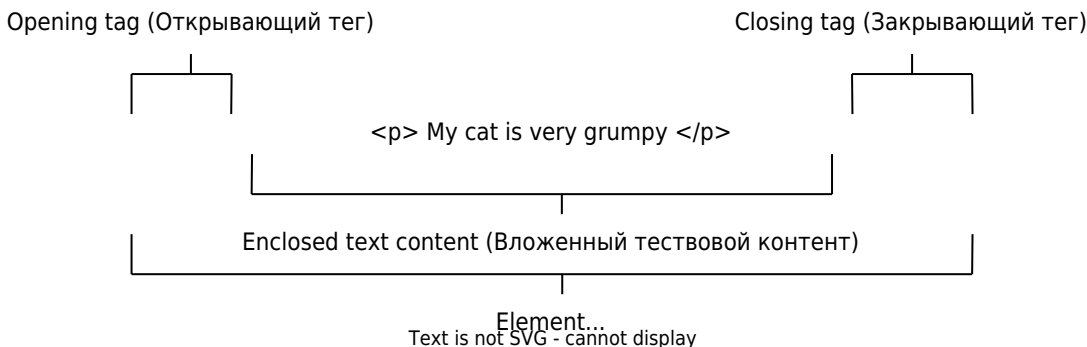 Opening tag (Открывающий тег) Closing tag (Закрывающий тег)
<p> My cat is very grumpy </p>
Enclosed text content (Вложенный тествовой контент)
Element...
Text is not SVG - cannot display